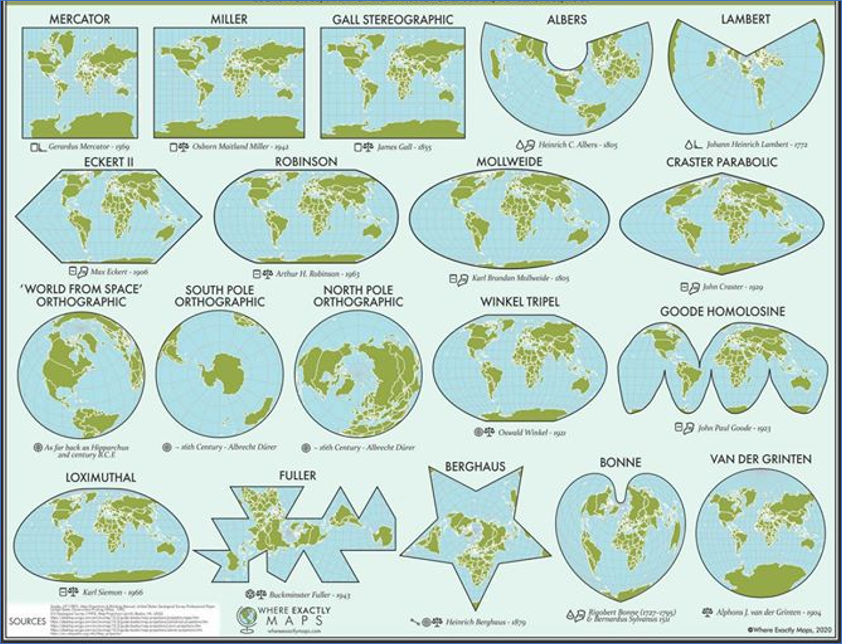 MERCATOR
MILLER
GALL STEREOGRAPHIC
ALBERS
LAMBERT
Gerardus Mercator - 1569
Osborn Maitland Miller - 1942
James Gall - 1855
Heinrich C. Albers - 1805
Johann Heinrich Lambert - 1772
ECKERT II
ROBINSON
MOLLWEIDE
CRASTER PARABOLIC
Max Eckert - 1906
Arthur H. Robinson - 1963
Karl Brandan Mollweide - 1805
John Craster - 1929
'WORLD FROM SPACE'
ORTHOGRAPHIC
SOUTH POLE
ORTHOGRAPHIC
NORTH POLE
ORTHOGRAPHIC
WINKEL TRIPEL
GOODE HOMOLOSINE
As far back as Hipparchus
2nd century B.C.E
~ 16th Century - Albrecht Dürer
~ 16th Century - Albrecht Dürer
Oswald Winkel - 1921
John Paul Goode - 1923
LOXIMUTHAL
FULLER
BERGHAUS
BONNE
VAN DER GRINTEN
Karl Siemon - 1966
Buckminster Fuller - 1943
Heinrich Berghaus - 1879
Rigobert Bonne (1727-1795)
& Bernardus Sylvanus 1511
Alphons J. van der Grinten - 1904
SOURCES
WHERE EXACTLY
MAPS
whereexactlymaps.com
©Where Exactly Maps, 2020